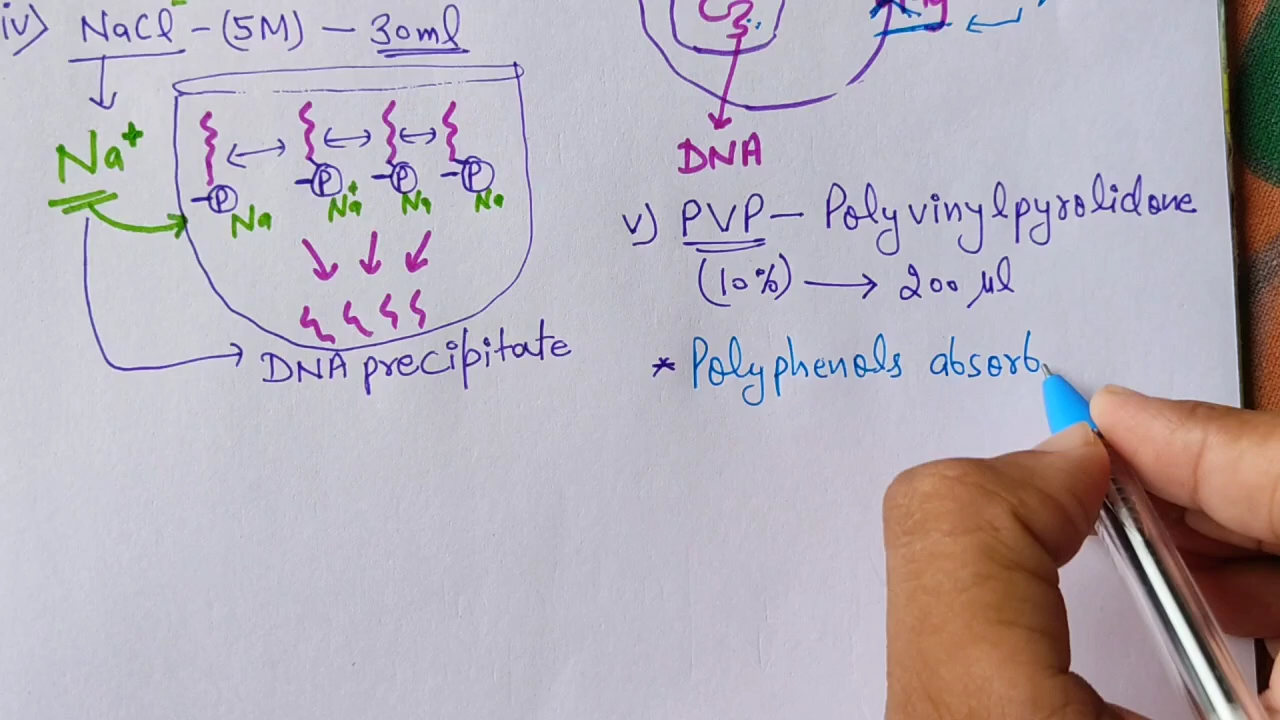 iv) NaCl - (5M) - 30ml
Na+
P P P P
Na Na+ Na Na
DNA precipitate
DNA
v) PVP - Polyvinylpyrolidone
(10%) → 200 µl
* Polyphenols absorb